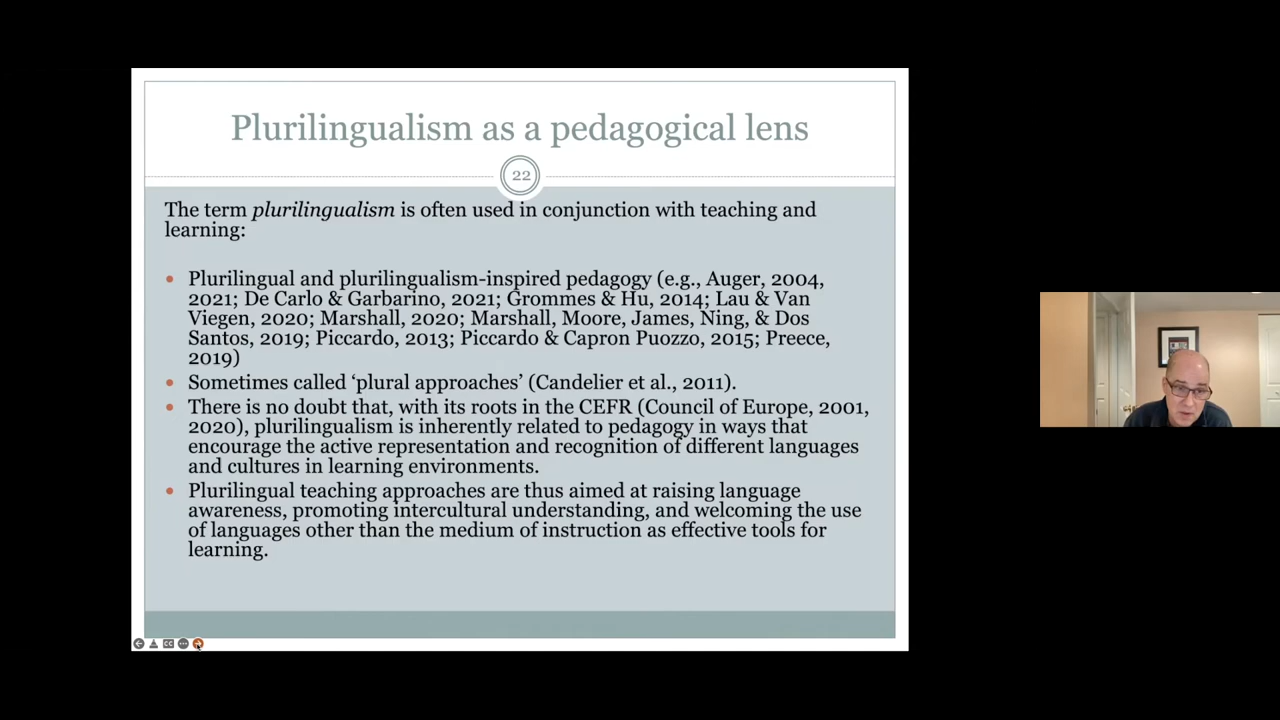 Plurilingualism as a pedagogical lens
22
The term plurilingualism is often used in conjunction with teaching and
learning:
• Plurilingual and plurilingualism-inspired pedagogy (e.g., Auger, 2004,
2021; De Carlo & Garbarino, 2021; Grommes & Hu, 2014; Lau & Van
Viegen, 2020; Marshall, 2020; Marshall, Moore, James, Ning, & Dos
Santos, 2019; Piccardo, 2013; Piccardo & Capron Puozzo, 2015; Preece,
2019)
• Sometimes called ‘plural approaches’ (Candelier et al., 2011).
• There is no doubt that, with its roots in the CEFR (Council of Europe, 2001,
2020), plurilingualism is inherently related to pedagogy in ways that
encourage the active representation and recognition of different languages
and cultures in learning environments.
• Plurilingual teaching approaches are thus aimed at raising language
awareness, promoting intercultural understanding, and welcoming the use
of languages other than the medium of instruction as effective tools for
learning.